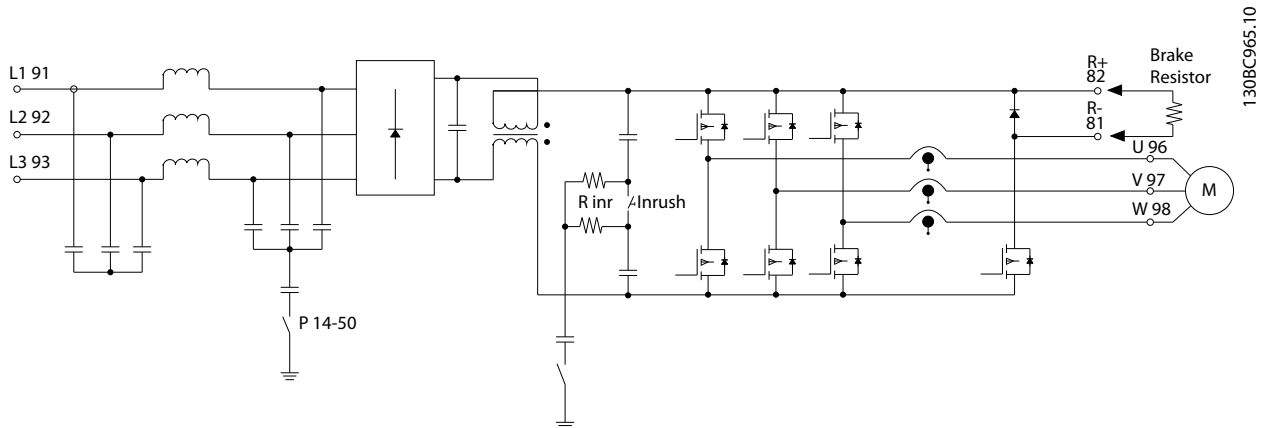 L1 91
L2 92
L3 93
P 14-50
R inr
Inrush
R+
82
R-
81
Brake
Resistor
U 96
V 97
W 98
M
130BC965.10